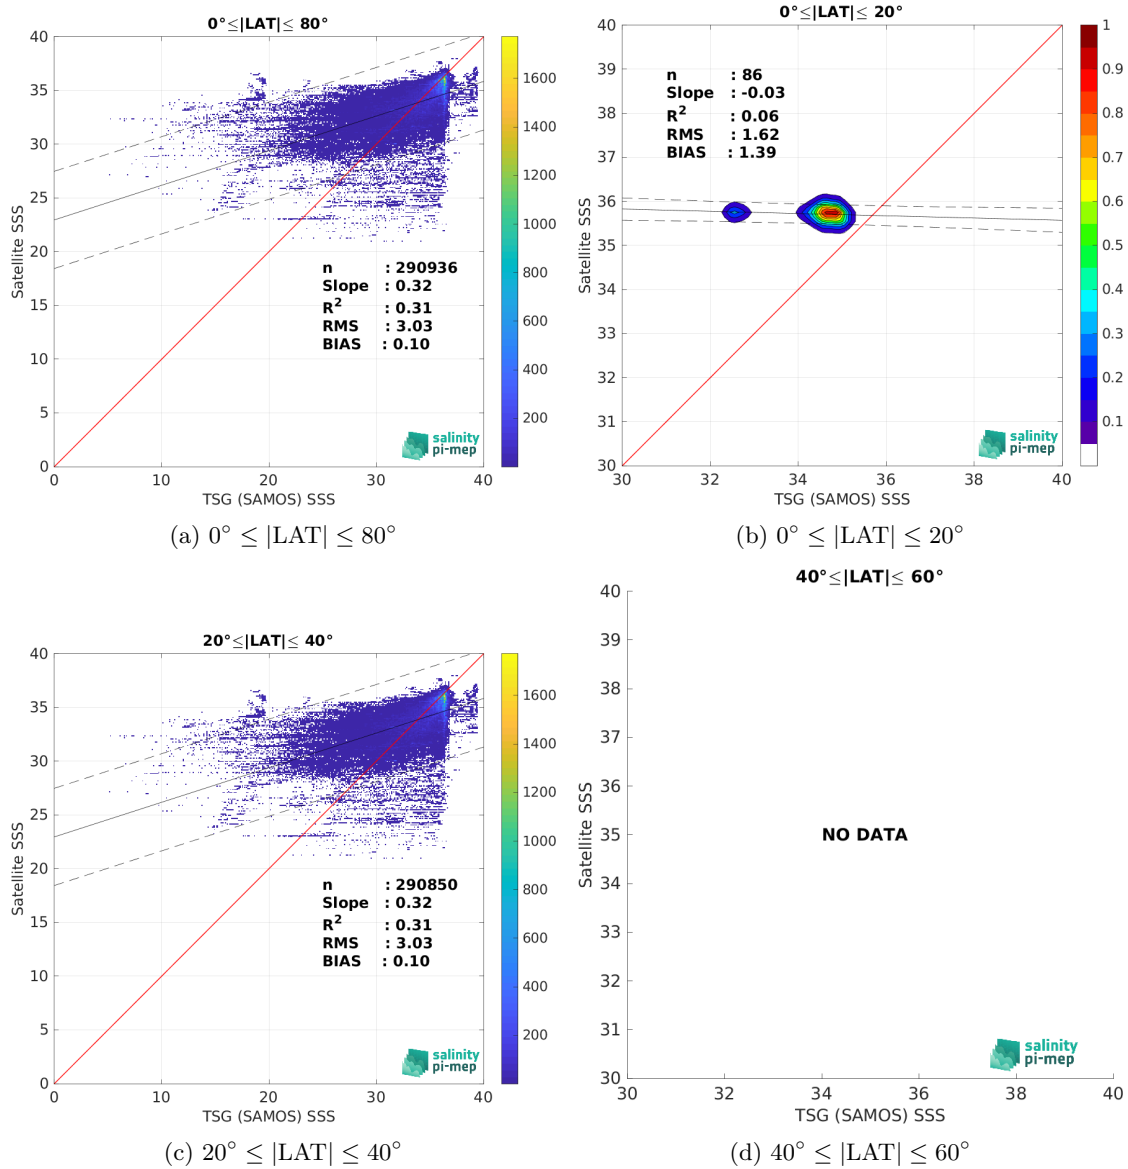 0°≤|LAT|≤ 80°
40
35
30
25
20
15
10
5
0
Satellite SSS
n : 290936
Slope : 0.32
R2 : 0.31
RMS : 3.03
BIAS : 0.10
salinity
pi-mep
0 10 20 30 40
TSG (SAMOS) SSS
1600
1400
1200
1000
800
600
400
200
(a) 0° ≤ |LAT| ≤ 80°
0°≤|LAT|≤ 20°
40
39
38
37
36
35
34
33
32
31
30
Satellite SSS
n : 86
Slope : -0.03
R2 : 0.06
RMS : 1.62
BIAS : 1.39
salinity
pi-mep
30 32 34 36 38 40
TSG (SAMOS) SSS
1
0.9
0.8
0.7
0.6
0.5
0.4
0.3
0.2
0.1
(b) 0° ≤ |LAT| ≤ 20°
20°≤|LAT|≤ 40°
40
35
30
25
20
15
10
5
0
Satellite SSS
n : 290850
Slope : 0.32
R2 : 0.31
RMS : 3.03
BIAS : 0.10
salinity
pi-mep
0 10 20 30 40
TSG (SAMOS) SSS
1600
1400
1200
1000
800
600
400
200
(c) 20° ≤ |LAT| ≤ 40°
40°≤|LAT|≤ 60°
40
39
38
37
36
35
34
33
32
31
30
Satellite SSS
NO DATA
salinity
pi-mep
30 32 34 36 38 40
TSG (SAMOS) SSS
(d) 40° ≤ |LAT| ≤ 60°